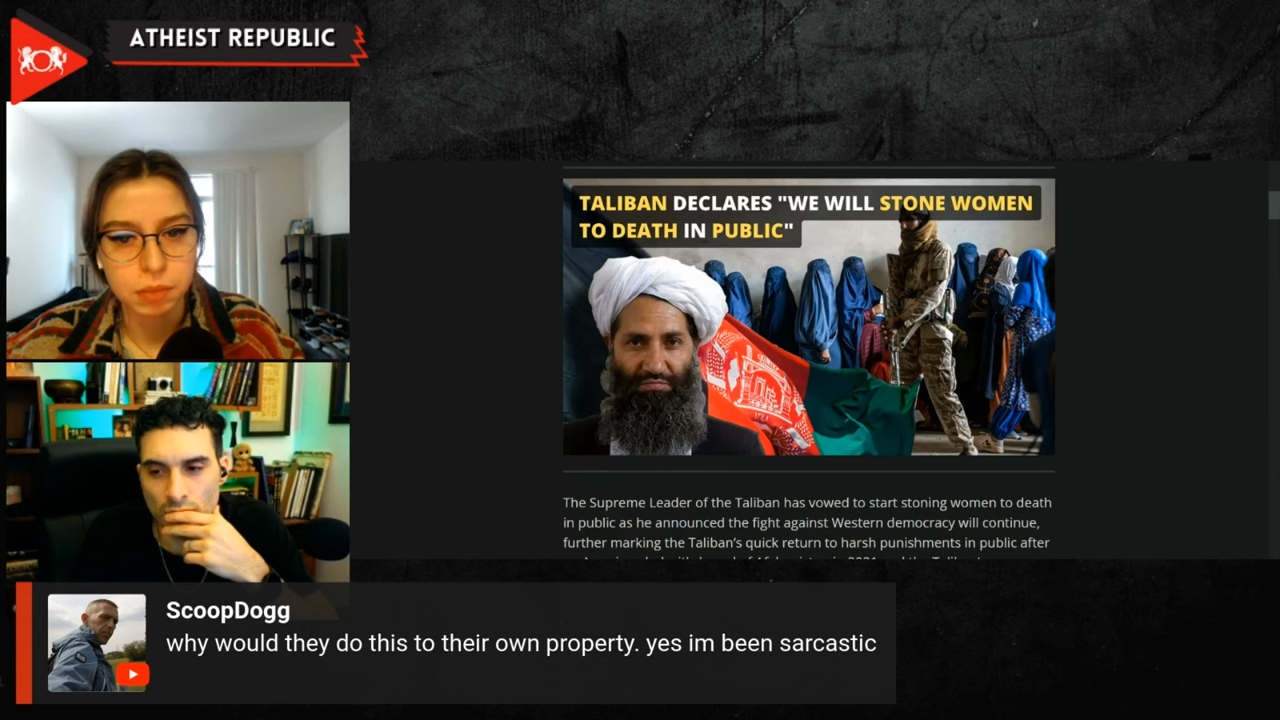 ATHEIST REPUBLIC
TALIBAN DECLARES "WE WILL STONE WOMEN
TO DEATH IN PUBLIC"
The Supreme Leader of the Taliban has vowed to start stoning women to death
in public as he announced the fight against Western democracy will continue,
further marking the Taliban's quick return to harsh punishments in public after
ScoopDogg
why would they do this to their own property. yes im been sarcastic